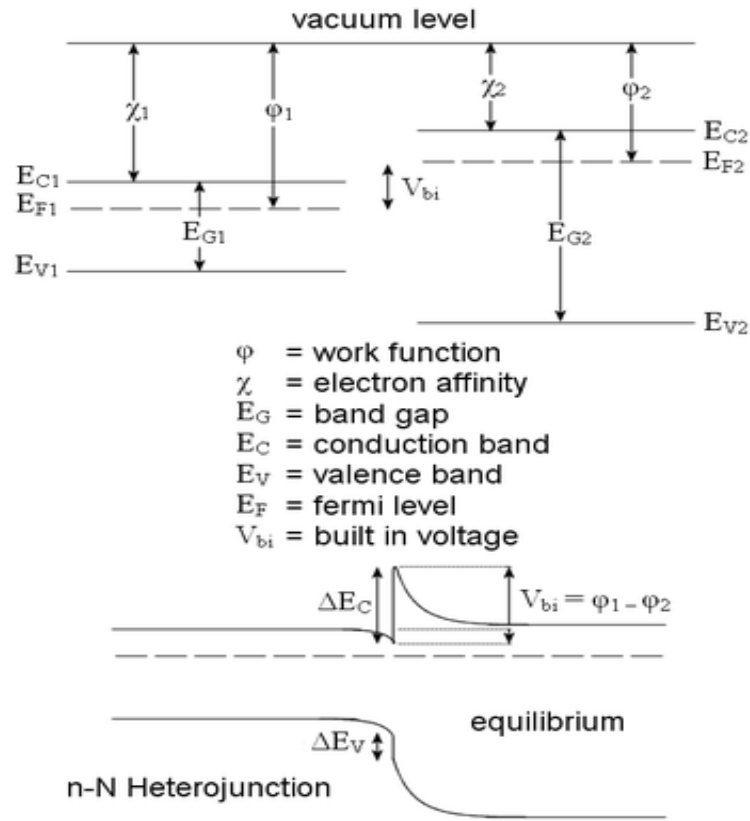 vacuum level
χ1 φ1 χ2 φ2
EC2
EF2
EC1
Vbi
EF1
EG1 EG2
EV1
EV2
φ = work function
χ = electron affinity
EG = band gap
EC = conduction band
EV = valence band
EF = fermi level
Vbi = built in voltage
ΔEC Vbi = φ1 - φ2
equilibrium
ΔEV
n-N Heterojunction